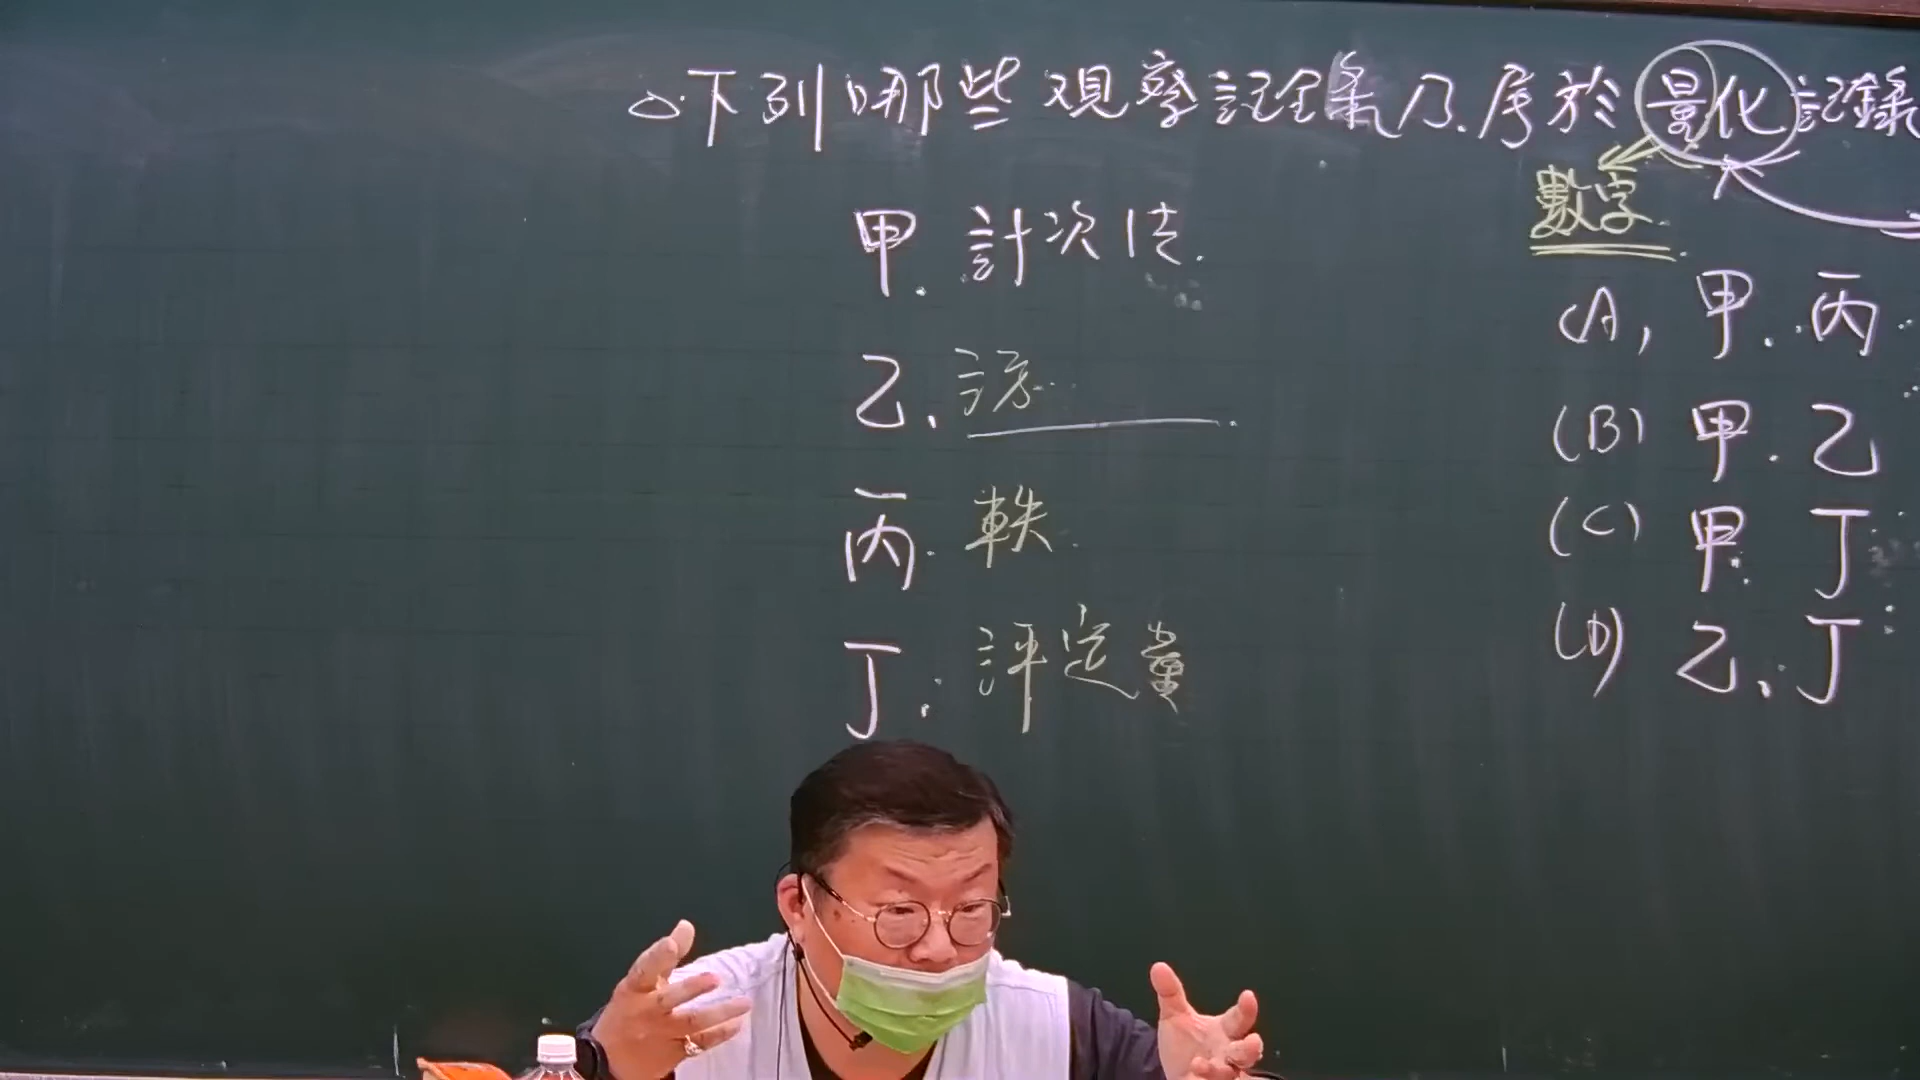 下列哪些観察記錄乃.屬於量化記錄
數字
甲. 計次法.
乙、
丙. 軼.
丁: 評定量
(A) 甲. 丙.
(B) 甲. 乙
(C) 甲. 丁
(D) 乙、丁